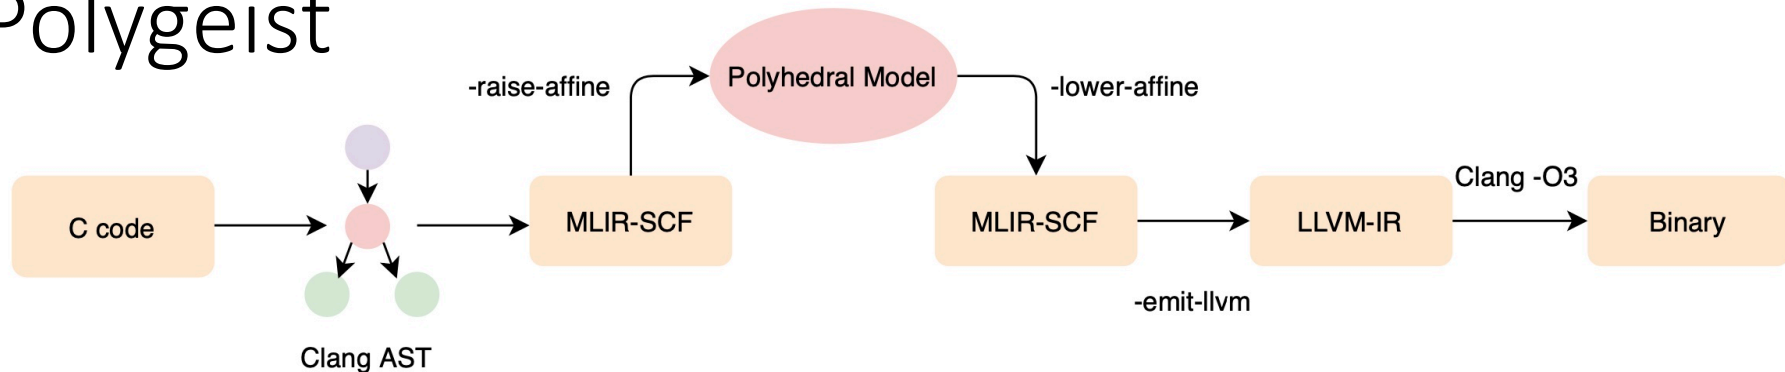 Polygeist
-raise-affine
Polyhedral Model
-lower-affine
C code
Clang AST
MLIR-SCF
MLIR-SCF
-emit-llvm
LLVM-IR
Clang -O3
Binary